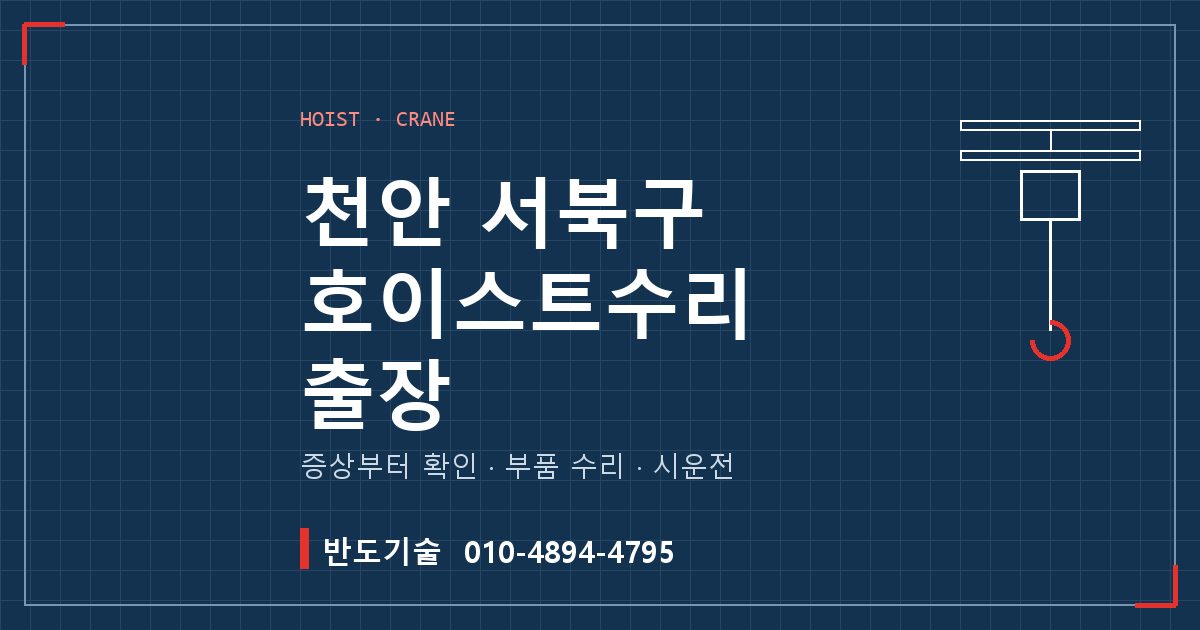 HOIST · CRANE
천안 서북구
호이스트수리
출장
증상부터 확인 · 부품 수리 · 시운전
반도기술 010-4894-4795